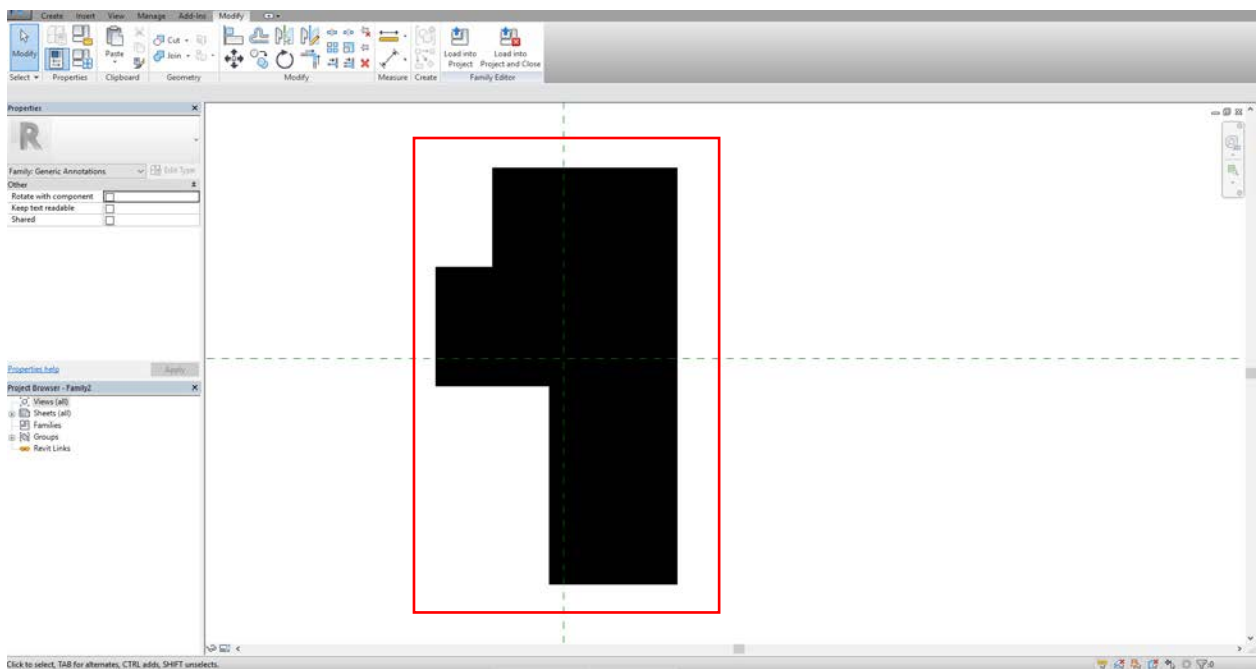 Create Insert View Manage Add-Ins Modify
Modify
Paste
Cut
Join
Load into Project
Load into Project and Close
Select Properties Clipboard Geometry Modify Measure Create Family Editor
Properties
R
Family: Generic Annotations Edit Type
Other
Rotate with component
Keep text readable
Shared
Properties help Apply
Project Browser - Family2
Views (all)
Sheets (all)
Families
Groups
Revit Links
Click to select, TAB for alternates, CTRL adds, SHIFT unselects.
:0